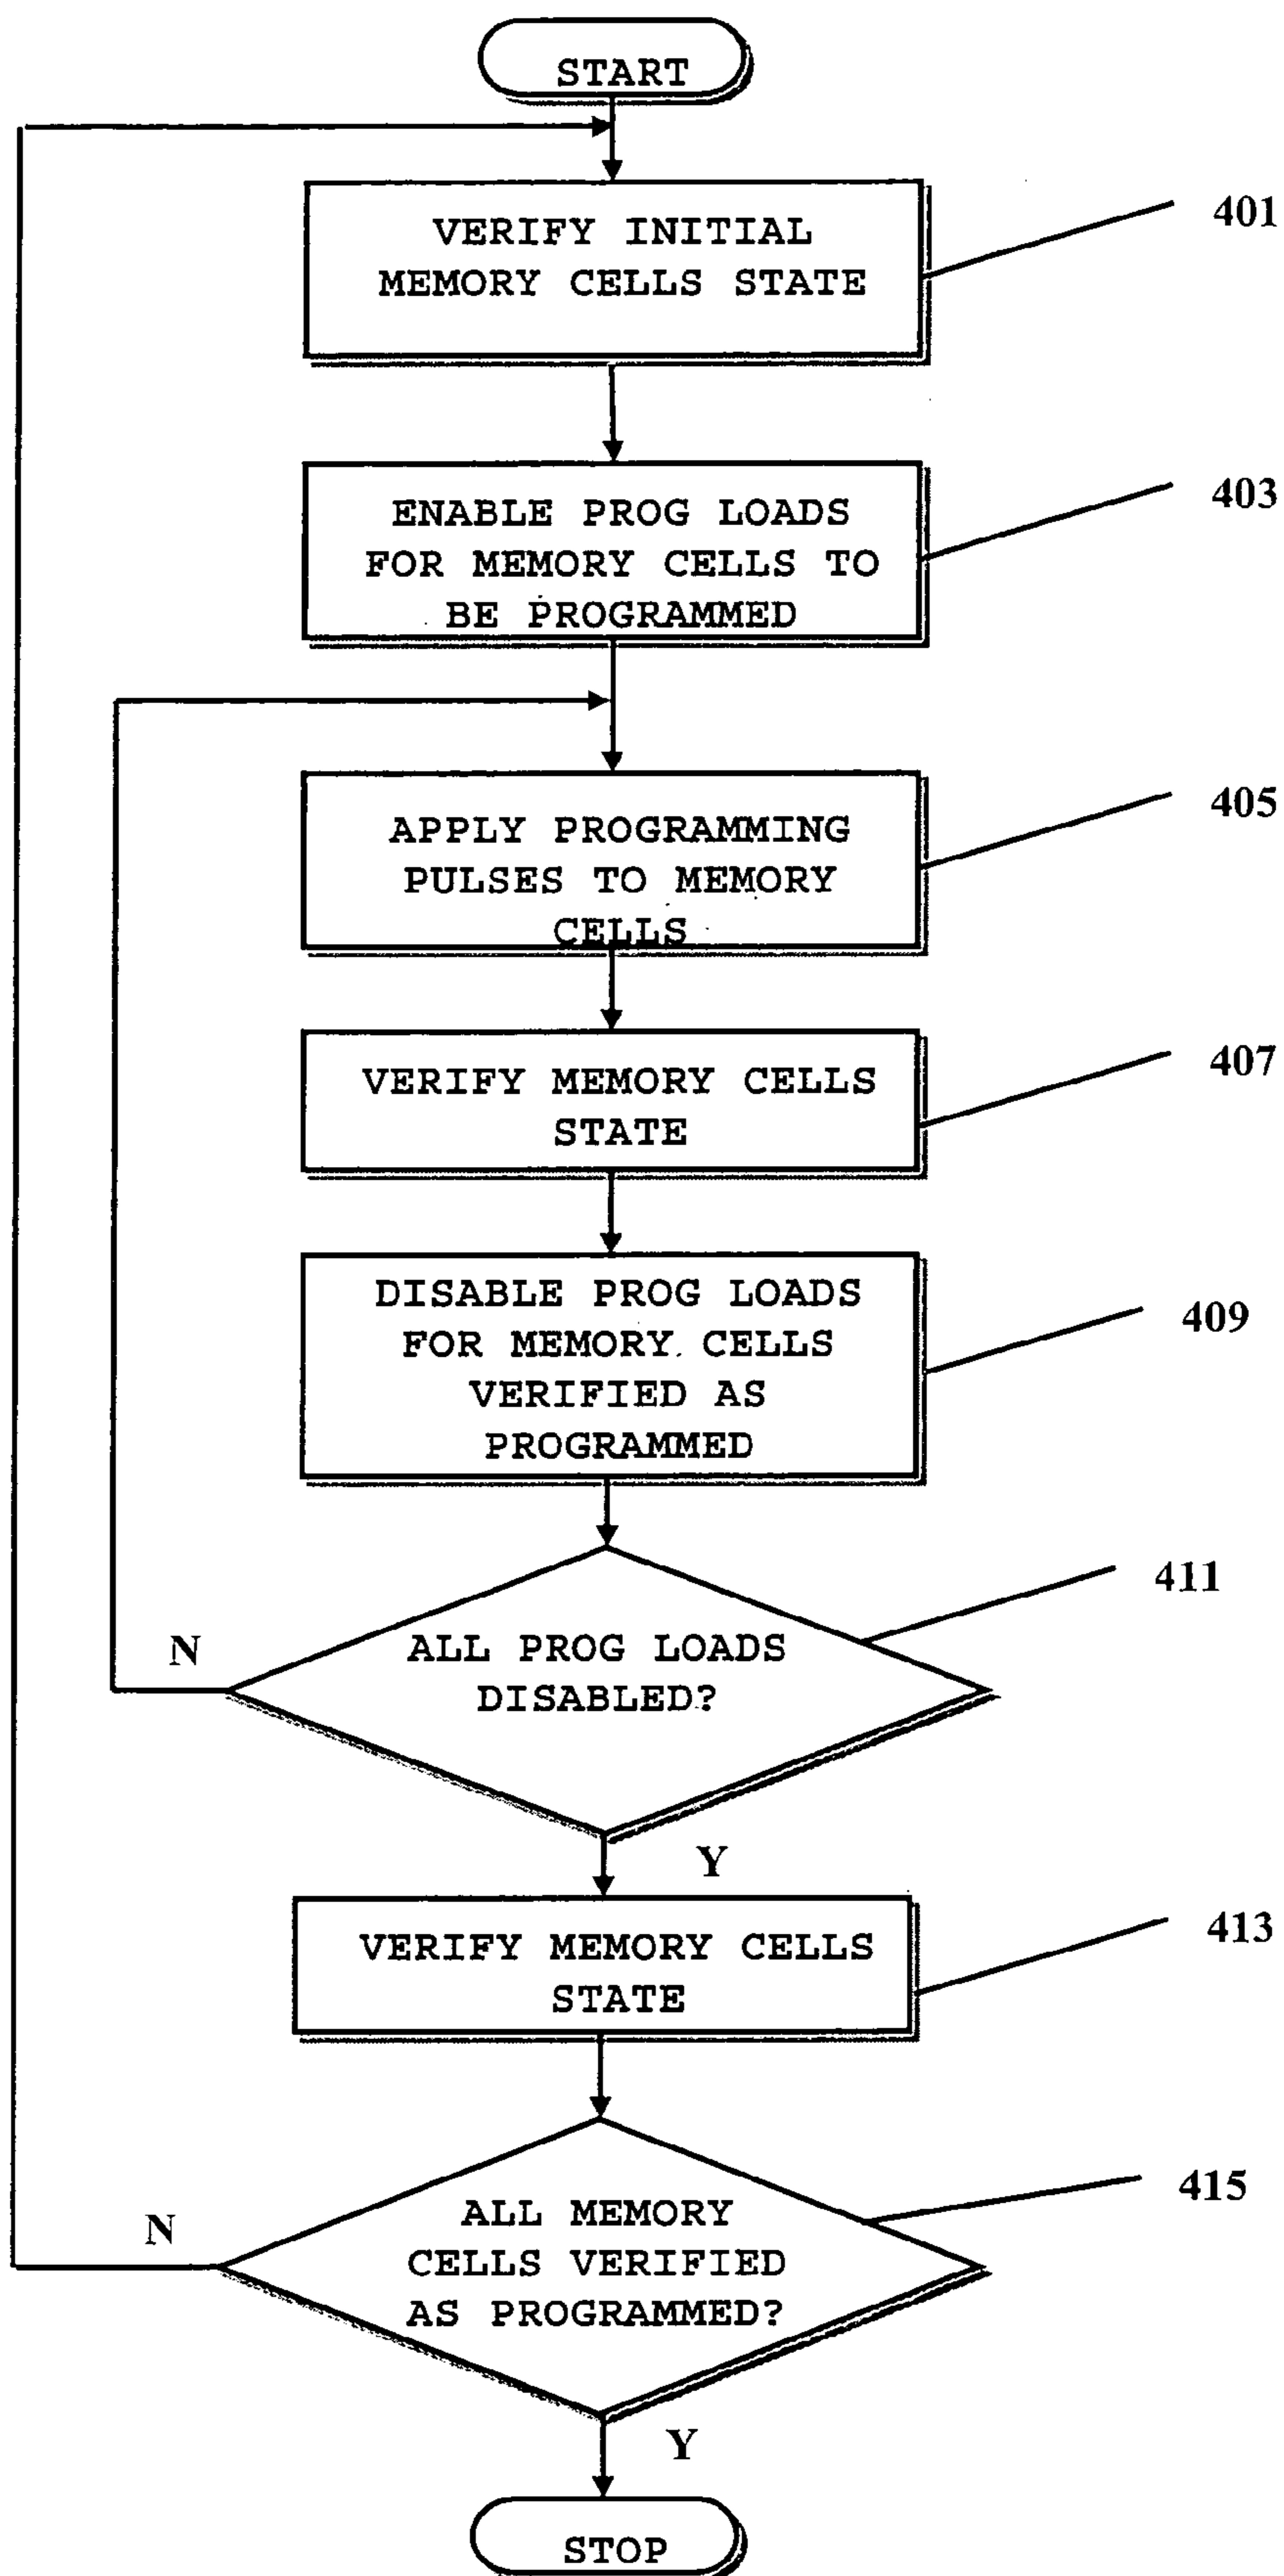 START
VERIFY INITIAL
MEMORY CELLS STATE
401
ENABLE PROG LOADS
FOR MEMORY CELLS TO
BE PROGRAMMED
403
APPLY PROGRAMMING
PULSES TO MEMORY
CELLS
405
VERIFY MEMORY CELLS
STATE
407
DISABLE PROG LOADS
FOR MEMORY CELLS
VERIFIED AS
PROGRAMMED
409
ALL PROG LOADS
DISABLED?
411
N
Y
VERIFY MEMORY CELLS
STATE
413
ALL MEMORY
CELLS VERIFIED
AS PROGRAMMED?
415
N
Y
STOP